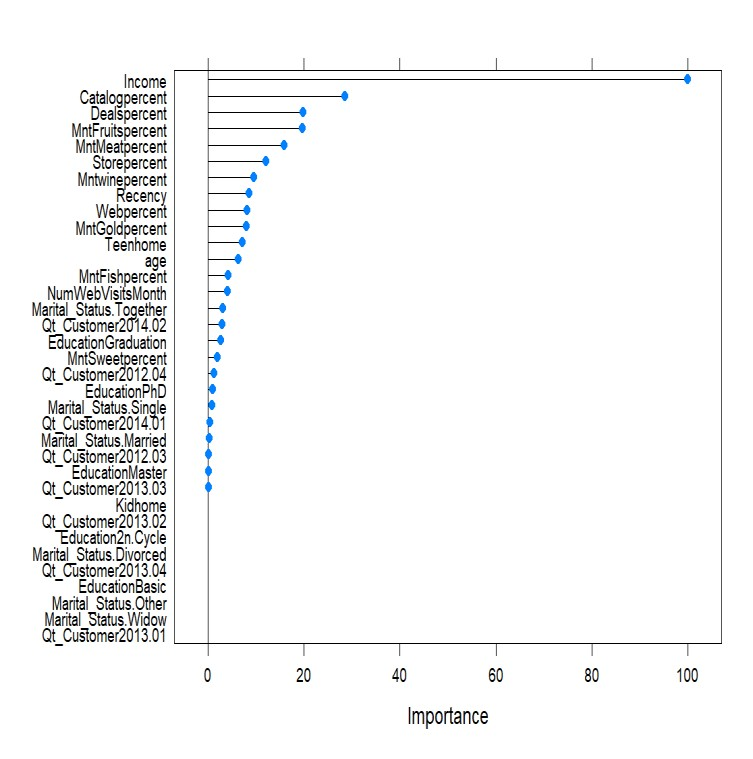 Income
Catalogpercent
Dealspercent
MntFruitspercent
MntMeatpercent
Storepercent
Mntwinepercent
Recency
Webpercent
MntGoldpercent
Teenhome
age
MntFishpercent
NumWebVisitsMonth
Marital_Status.Together
Qt_Customer2014.02
EducationGraduation
MntSweetpercent
Qt_Customer2012.04
EducationPhD
Marital_Status.Single
Qt_Customer2014.01
Marital_Status.Married
Qt_Customer2012.03
EducationMaster
Qt_Customer2013.03
Kidhome
Qt_Customer2013.02
Education2n.Cycle
Marital_Status.Divorced
Qt_Customer2013.04
EducationBasic
Marital_Status.Other
Marital_Status.Widow
Qt_Customer2013.01
0 20 40 60 80 100
Importance